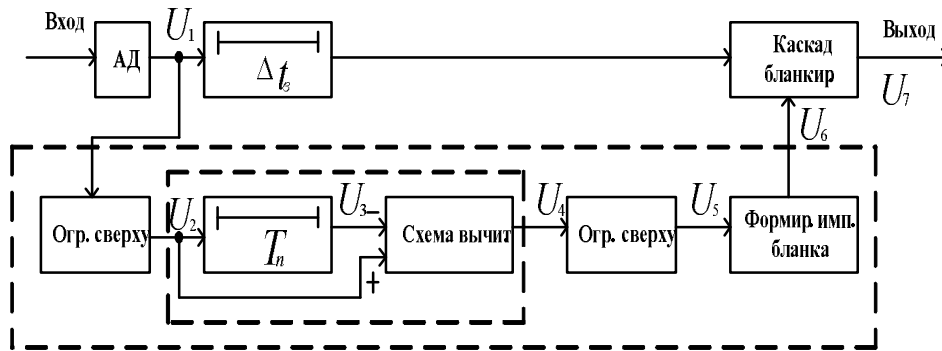 Вход
АД
U₁
Δtв
Каскад
бланкир.
Выход
U₇
U₆
Огр. сверху
U₂
Tп
U₃
–
+
Схема вычит.
U₄
Огр. сверху
U₅
Формир. имп.
бланка